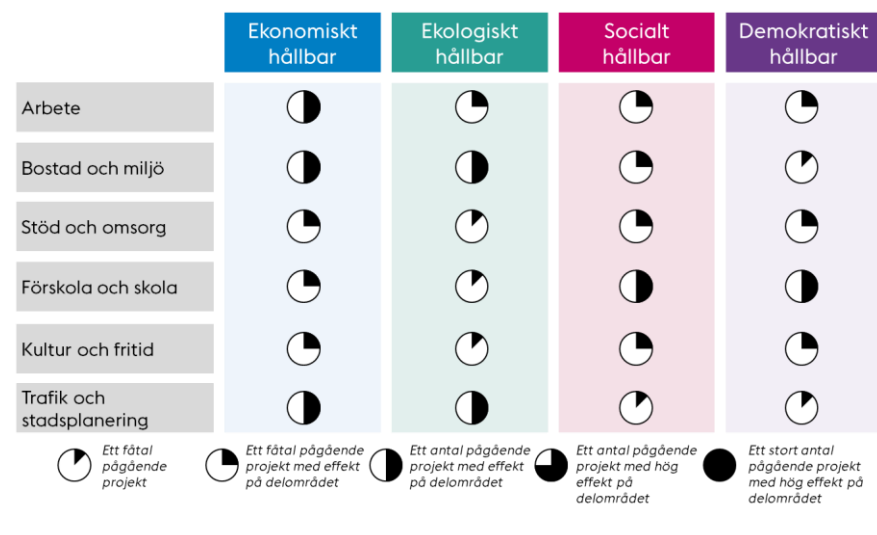 Ekonomiskt
hållbar
Ekologiskt
hållbar
Socialt
hållbar
Demokratiskt
hållbar
Arbete
Bostad och miljö
Stöd och omsorg
Förskola och skola
Kultur och fritid
Trafik och
stadsplanering
Ett fåtal
pågående
projekt
Ett fåtal pågående
projekt med effekt
på delområdet
Ett antal pågående
projekt med effekt
på delområdet
Ett antal pågående
projekt med hög
effekt på
delområdet
Ett stort antal
pågående projekt
med hög effekt på
delområdet